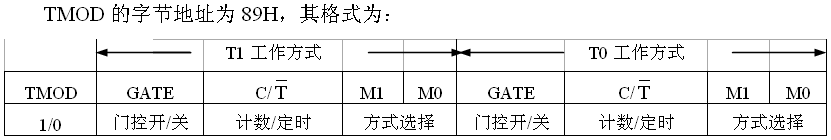 TMOD 的字节地址为 89H，其格式为：
T1 工作方式 T0 工作方式
TMOD GATE C/T̅ M1 M0 GATE C/T̅ M1 M0
1/0 门控开/关 计数/定时 方式选择 门控开/关 计数/定时 方式选择